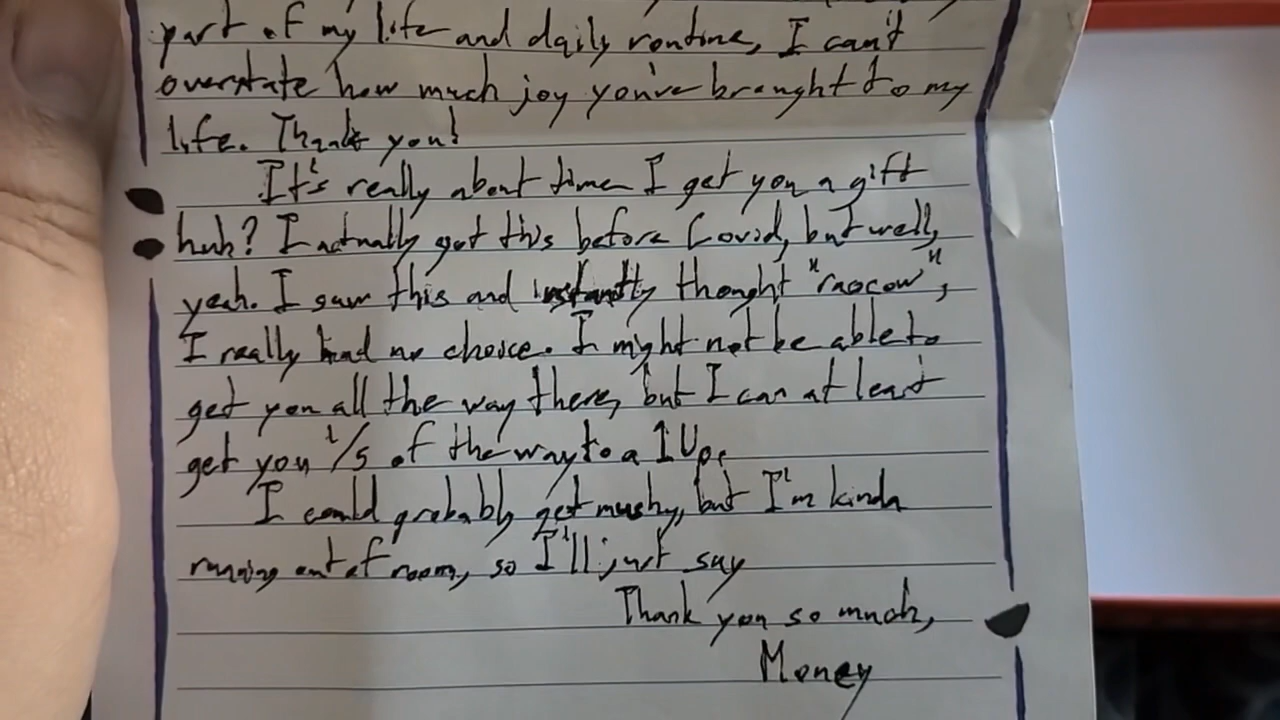 part of my life and daily routine, I can't
overstate how much joy you've brought to my
life. Thank you!
It's really about time I get you a gift
huh? I actually got this before Covid, but well,
yeah. I saw this and instantly thought "raocow",
I really had no choice. I might not be able to
get you all the way there, but I can at least
get you 1/5 of the way to a 1Up.
I could probably get mushy, but I'm kinda
running out of room, so I'll just say
Thank you so much,
Money